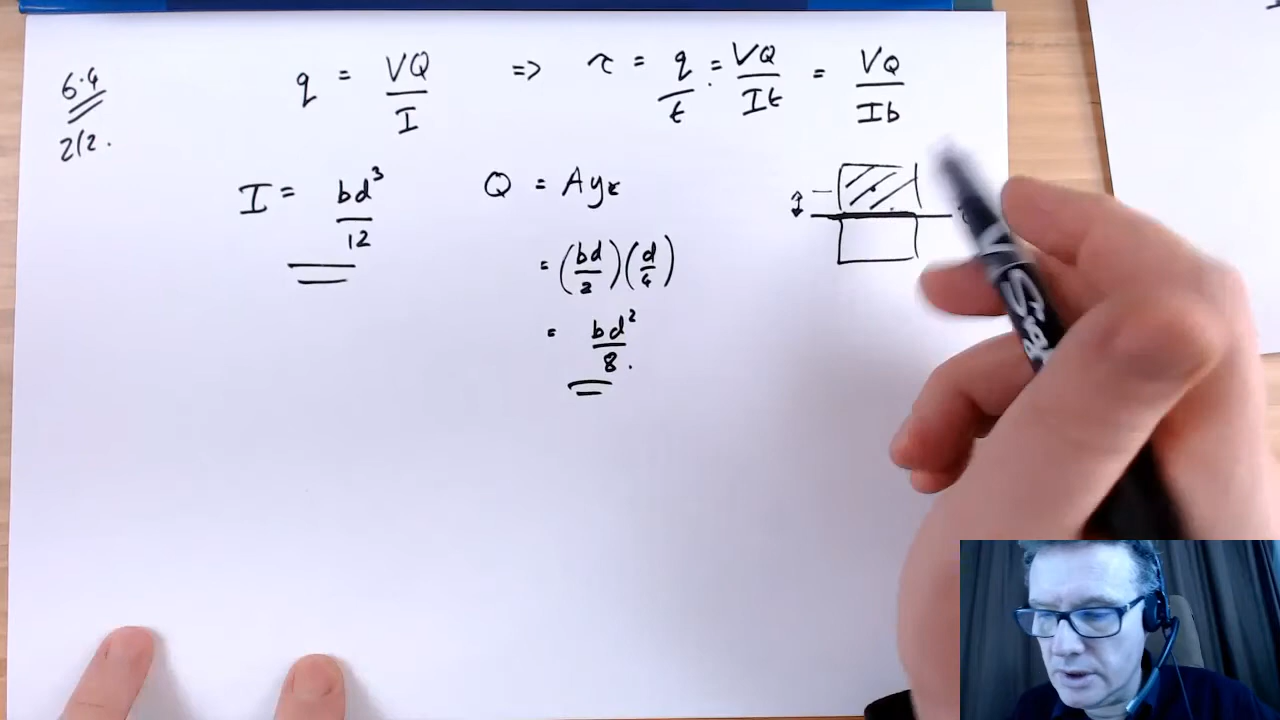 6.4
2/2.
q = VQ/I => τ = q/t = VQ/It = VQ/Ib
I = bd³/12
Q = Ay
= (bd/2)(d/4)
= bd²/8.